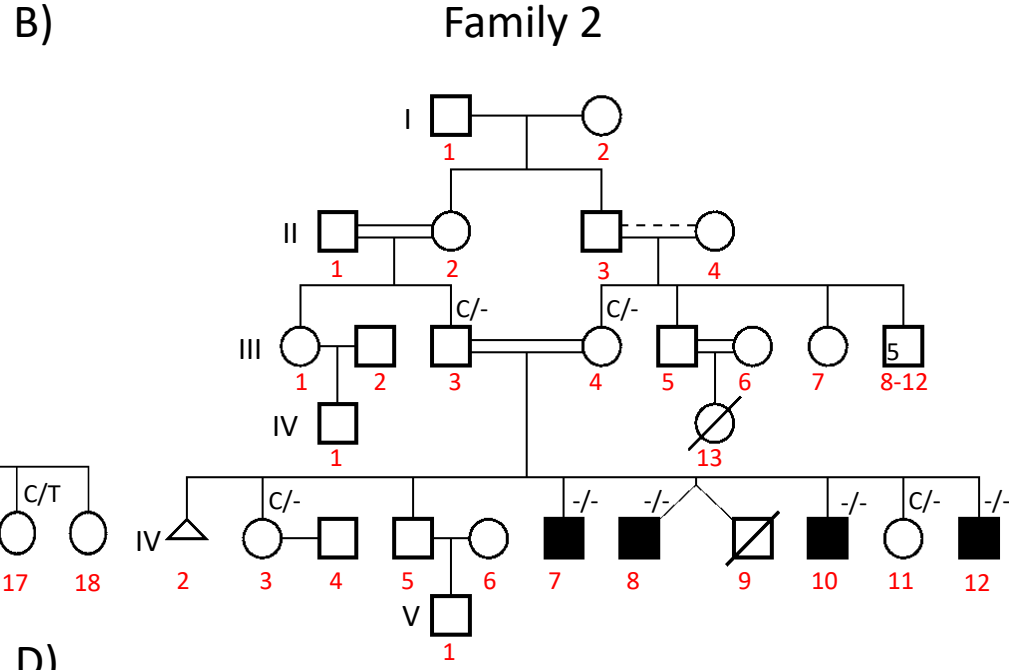 B) Family 2
I
1 2
II
1 2 3 4
C/- C/-
III 5
1 2 3 4 5 6 7 8-12
IV
1 13
C/T C/- -/- -/- -/- C/- -/-
IV
17 18 2 3 4 5 6 7 8 9 10 11 12
V
1
D)